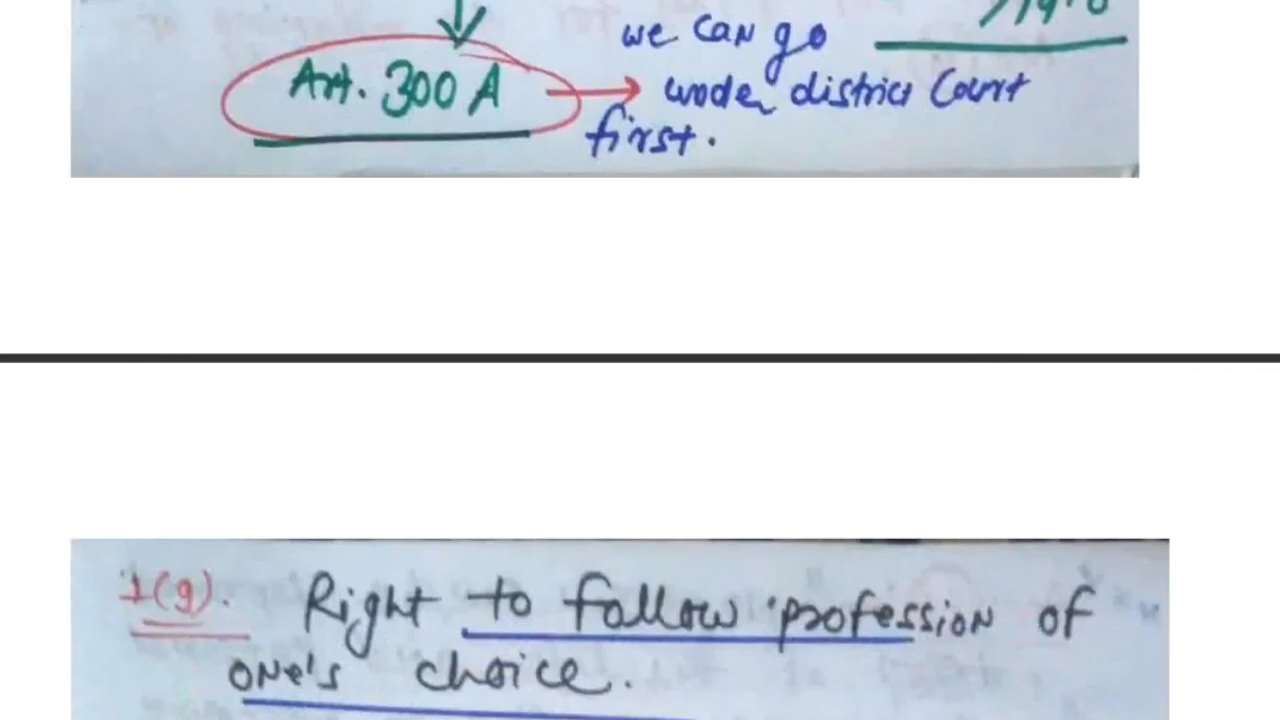 we can go
Art. 300 A → under district Court
first.
1(g). Right to follow profession of
one's choice.